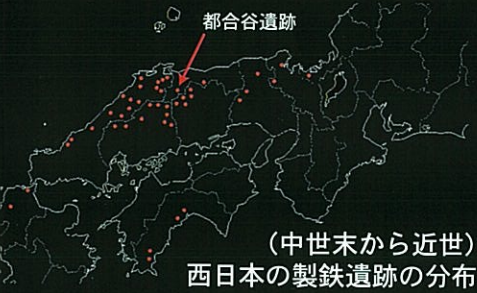 都合谷遺跡
（中世末から近世）
西日本の製鉄遺跡の分布